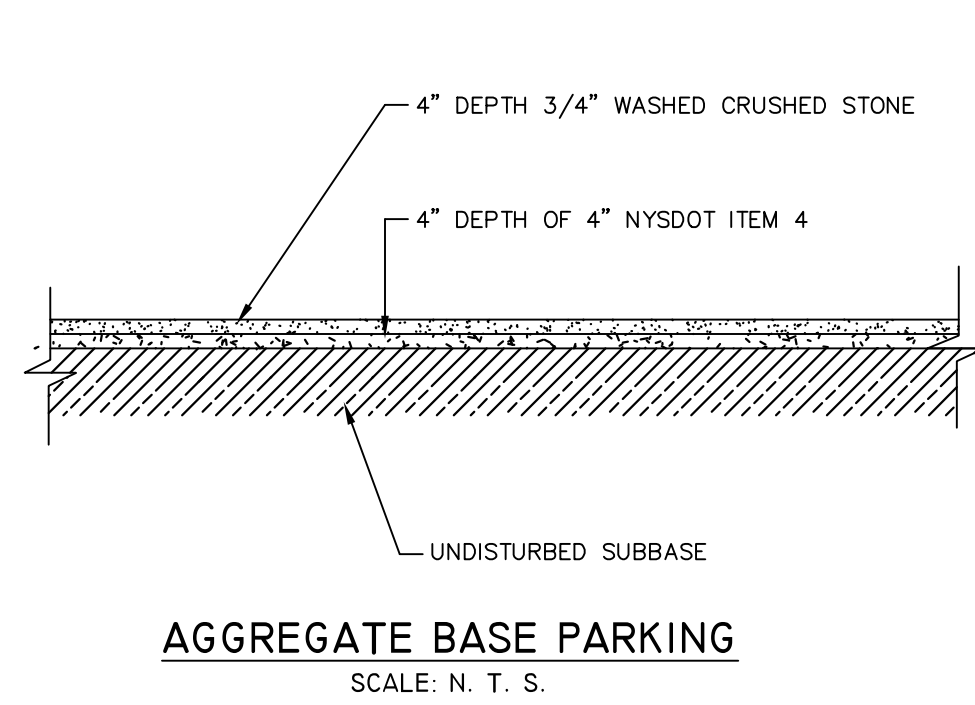 4” DEPTH 3/4” WASHED CRUSHED STONE
4” DEPTH OF 4” NYSDOT ITEM 4
UNDISTURBED SUBBASE
AGGREGATE BASE PARKING
SCALE: N. T. S.